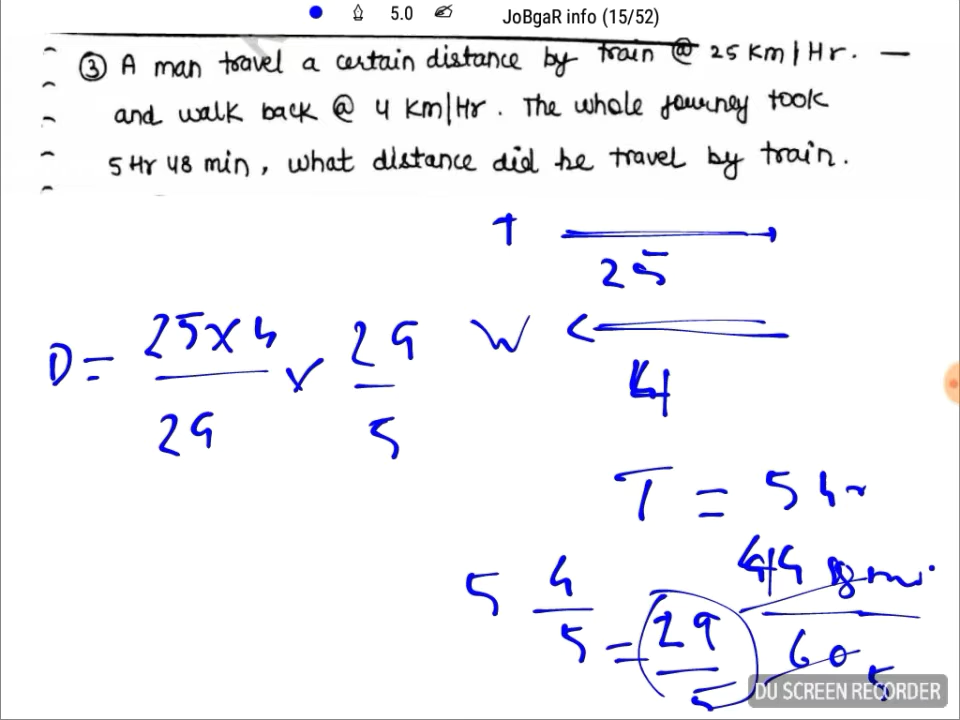 5.0 JoBgaR info (15/52)
③ A man travel a certain distance by train @ 25 Km/Hr. —
and walk back @ 4 Km/Hr. The whole journey took
5 Hr 48 min, what distance did he travel by train.
T
25
D = 25×4 × 29 W
29 5
4
T = 5 hr
5 4 = 29
5 5
60 5
DU SCREEN RECORDER